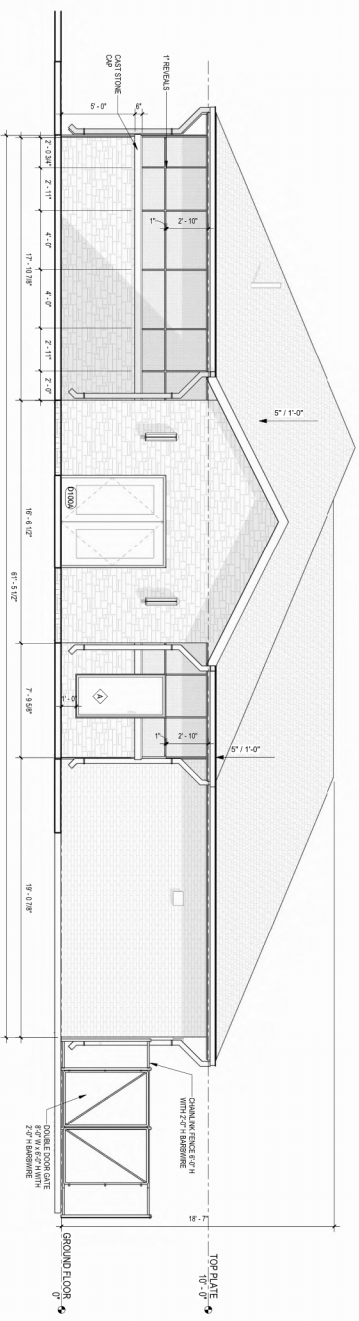 1" REVEALS
CAST STONE
CAP
5' - 0"
6"
1"
2' - 10"
2' - 0 3/4"
2' - 11"
4' - 0"
4' - 0"
2' - 11"
2' - 0"
17' - 10 7/8"
16' - 6 1/2"
7' - 9 5/8"
19' - 0 7/8"
61' - 5 1/2"
D100A
5" / 1'-0"
A
1' - 0"
1"
2' - 10"
5" / 1'-0"
CHAINLINK FENCE 6'-0" H
WITH 2'-0" H BARBWIRE
DOUBLE DOOR GATE
8'-0" W x 6'-0" H WITH
2'-0" H BARBWIRE
18' - 7"
TOP PLATE
10' - 0"
GROUND FLOOR
0"